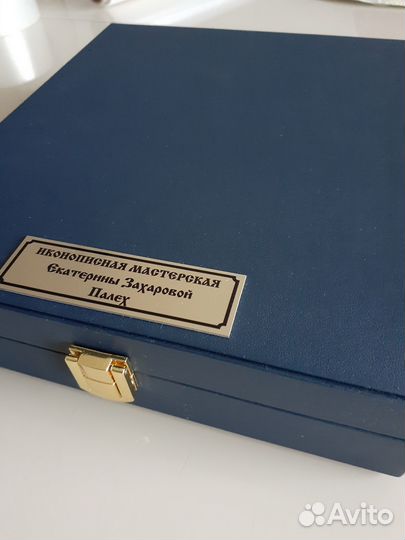 ИКОНОПИСНАЯ МАСТЕРСКАЯ
ЕКАТЕРИНЫ ЗАХАРОВОЙ
ПАЛЕХ
Avito